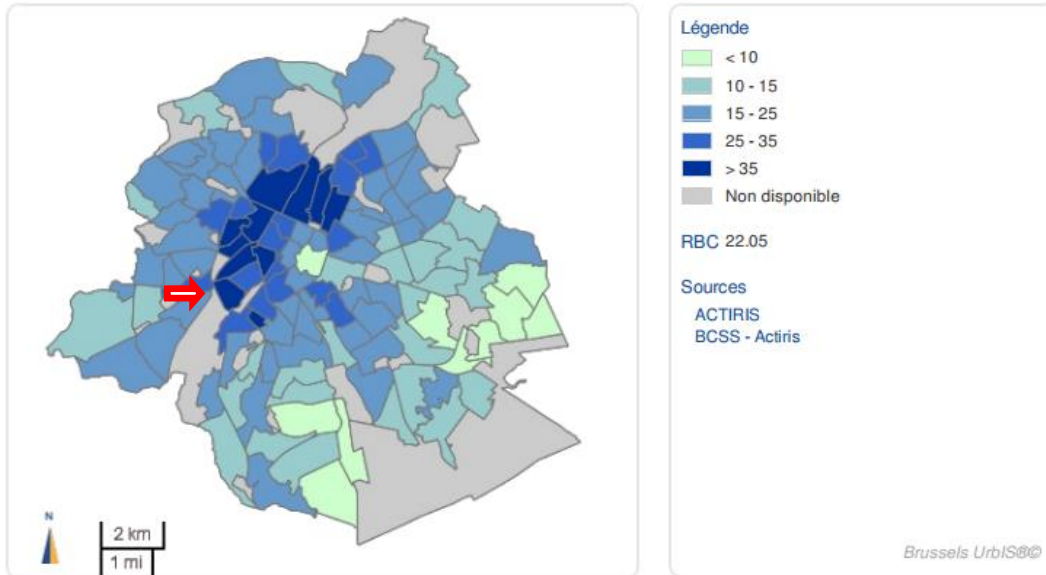 N
2 km
1 mi
Légende
< 10
10 - 15
15 - 25
25 - 35
> 35
Non disponible
RBC 22.05
Sources
ACTIRIS
BCSS - Actiris
Brussels UrbIS®©